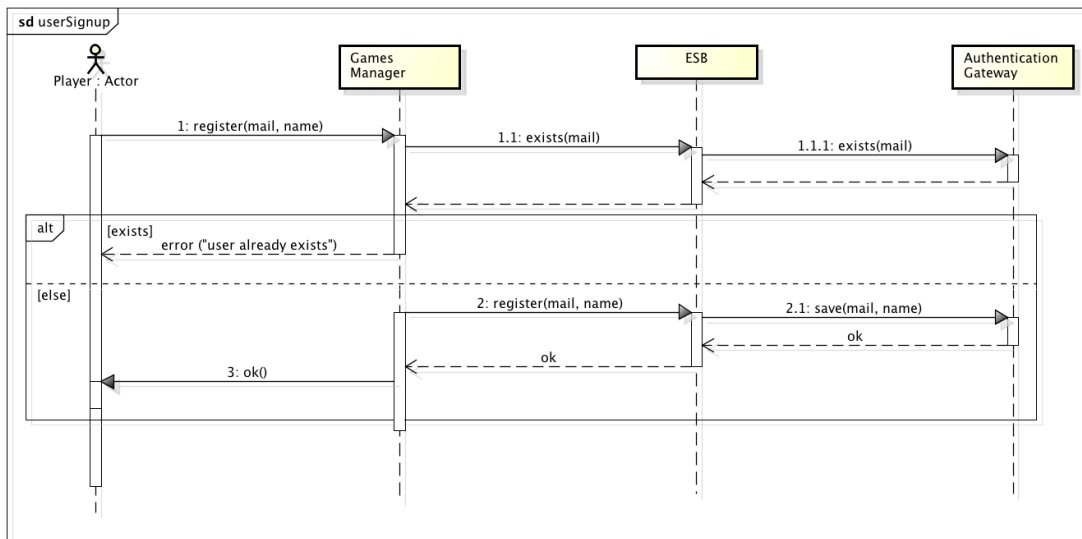 sd userSignup
Games
Manager
ESB
Authentication
Gateway
Player : Actor
1: register(mail, name)
1.1: exists(mail)
1.1.1: exists(mail)
alt
[exists]
error ("user already exists")
[else]
2: register(mail, name)
2.1: save(mail, name)
ok
ok
3: ok()